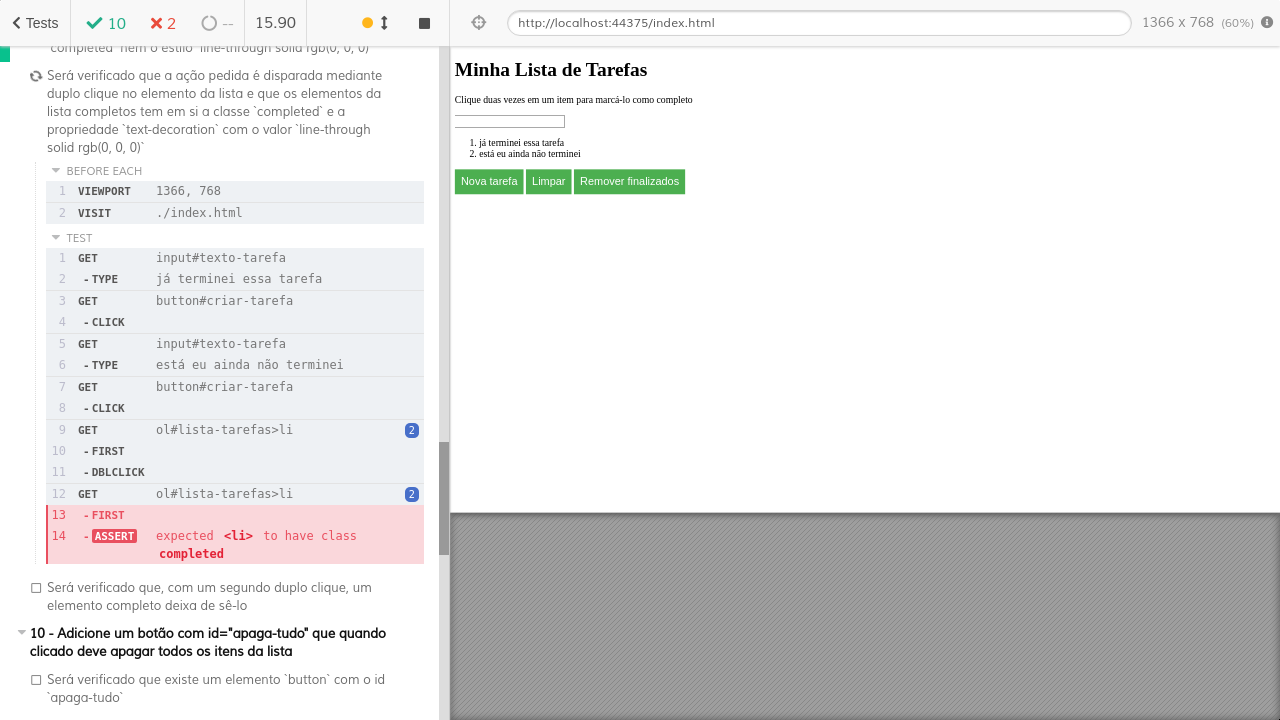 Tests
10
2
--
15.90
http://localhost:44375/index.html
1366 x 768 (60%)
`completed` nem o estilo `line-through solid rgb(0, 0, 0)`
Será verificado que a ação pedida é disparada mediante
duplo clique no elemento da lista e que os elementos da
lista completos tem em si a classe `completed` e a
propriedade `text-decoration` com o valor `line-through
solid rgb(0, 0, 0)`
BEFORE EACH
1 VIEWPORT 1366, 768
2 VISIT ./index.html
TEST
1 GET input#texto-tarefa
2 -TYPE já terminei essa tarefa
3 GET button#criar-tarefa
4 -CLICK
5 GET input#texto-tarefa
6 -TYPE está eu ainda não terminei
7 GET button#criar-tarefa
8 -CLICK
9 GET ol#lista-tarefas>li 2
10 -FIRST
11 -DBLCLICK
12 GET ol#lista-tarefas>li 2
13 -FIRST
14 -ASSERT expected <li> to have class
completed
Será verificado que, com um segundo duplo clique, um
elemento completo deixa de sê-lo
10 - Adicione um botão com id="apaga-tudo" que quando
clicado deve apagar todos os itens da lista
Será verificado que existe um elemento `button` com o id
`apaga-tudo`
Minha Lista de Tarefas
Clique duas vezes em um item para marcá-lo como completo
1. já terminei essa tarefa
2. está eu ainda não terminei
Nova tarefa
Limpar
Remover finalizados